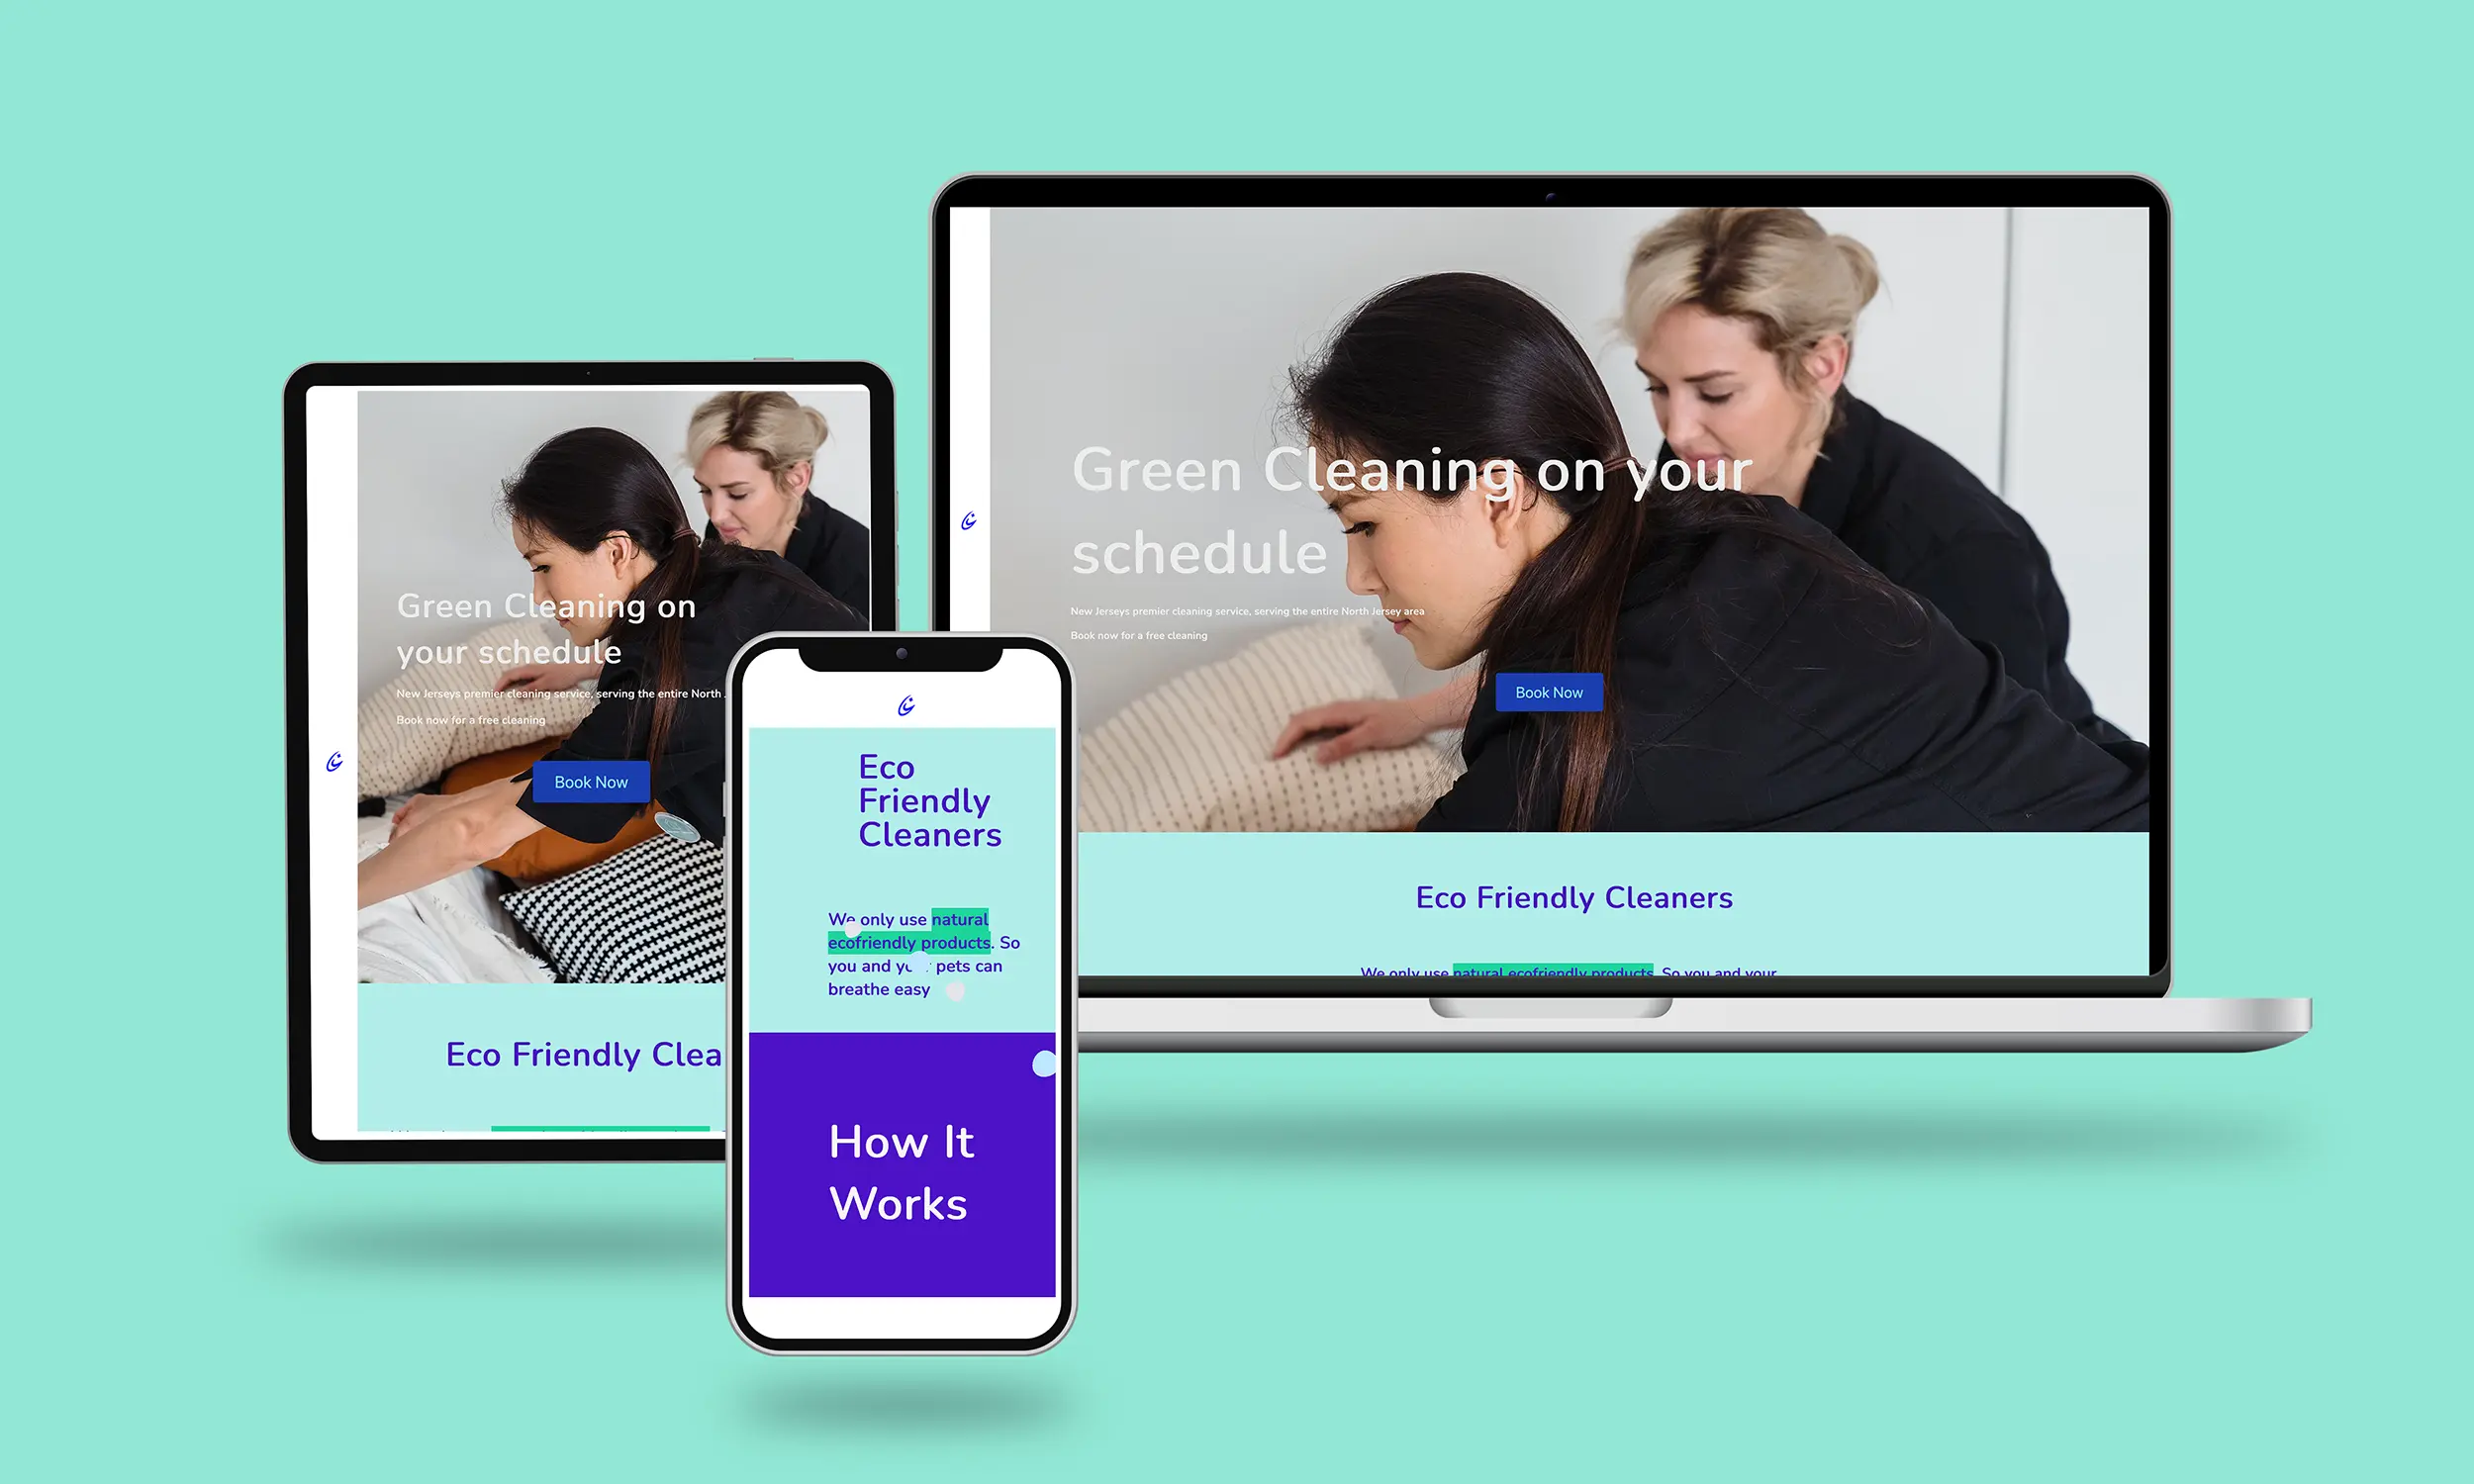 Green Cleaning on
your schedule
New Jerseys premier cleaning service, serving the entire North
Book now for a free cleaning
Book Now
Eco Friendly Clea
Eco
Friendly
Cleaners
We only use natural
ecofriendly products. So
you and your pets can
breathe easy
How It
Works
Green Cleaning on your
schedule
New Jerseys premier cleaning service, serving the entire North Jersey area
Book now for a free cleaning
Book Now
Eco Friendly Cleaners
We only use natural ecofriendly products. So you and your